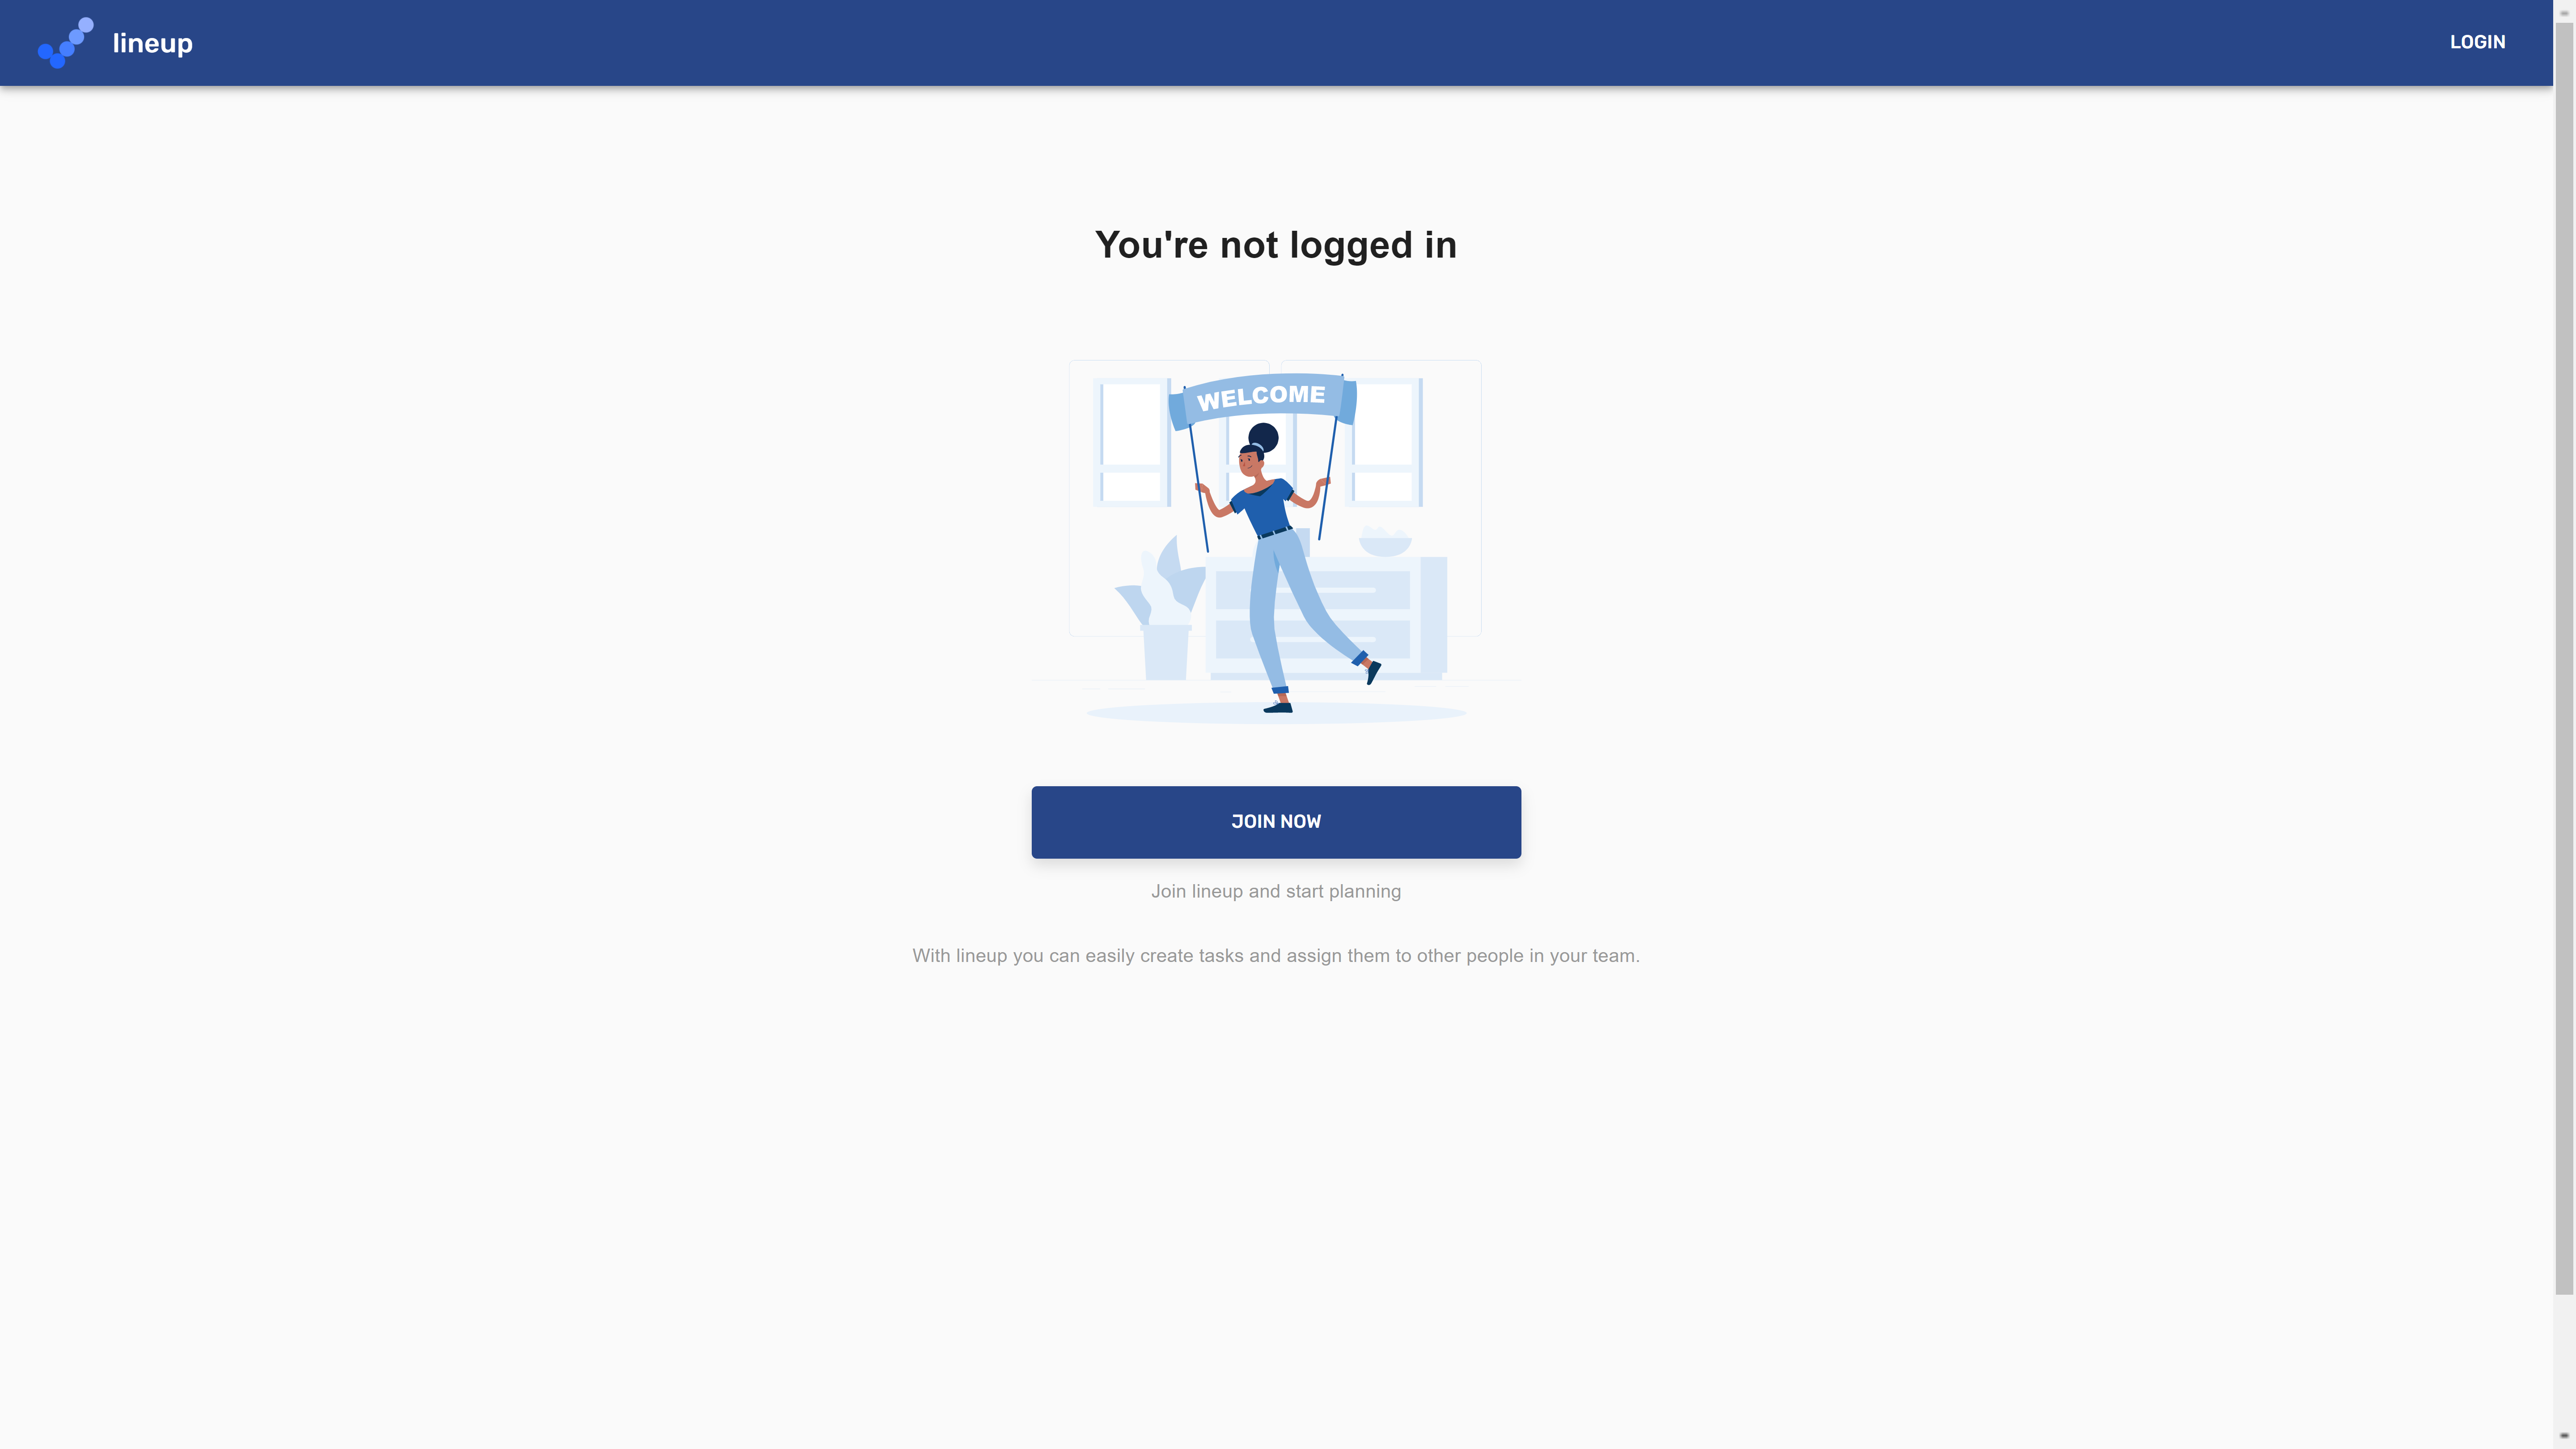 lineup
LOGIN
You're not logged in
WELCOME
JOIN NOW
Join lineup and start planning
With lineup you can easily create tasks and assign them to other people in your team.